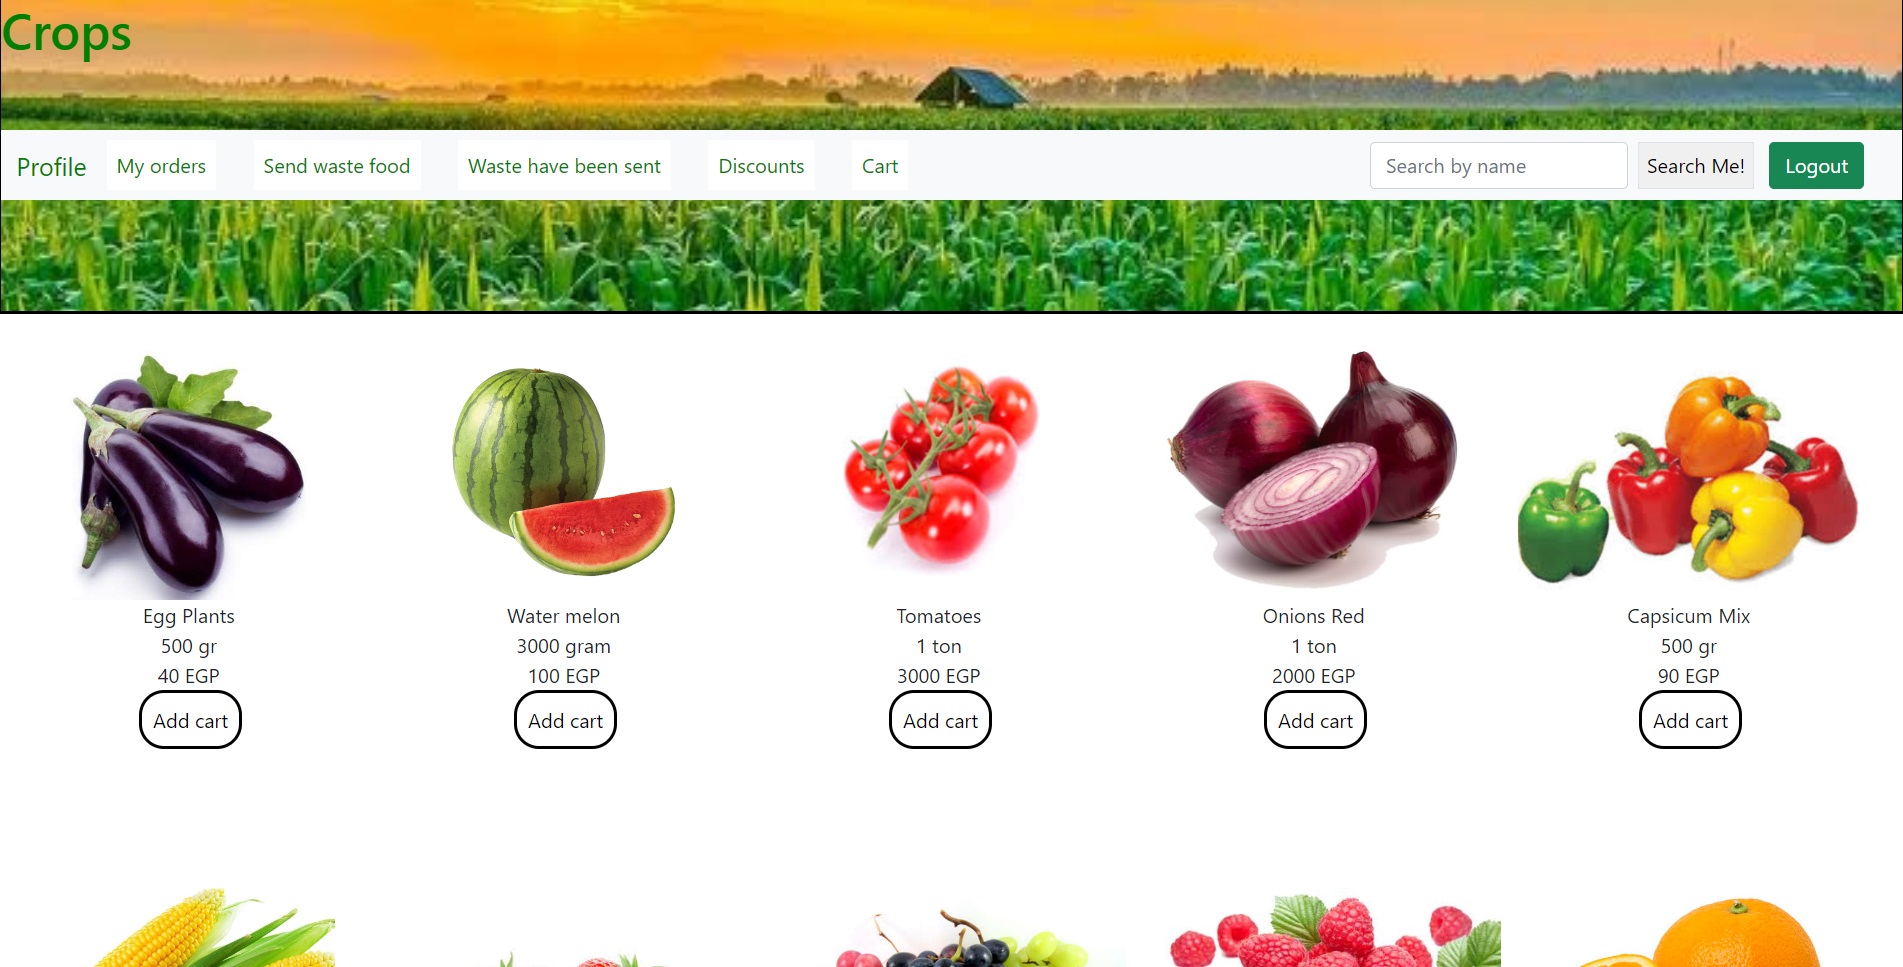 Crops
Profile My orders Send waste food Waste have been sent Discounts Cart Search by name Search Me! Logout
Egg Plants
500 gr
40 EGP
Add cart
Water melon
3000 gram
100 EGP
Add cart
Tomatoes
1 ton
3000 EGP
Add cart
Onions Red
1 ton
2000 EGP
Add cart
Capsicum Mix
500 gr
90 EGP
Add cart